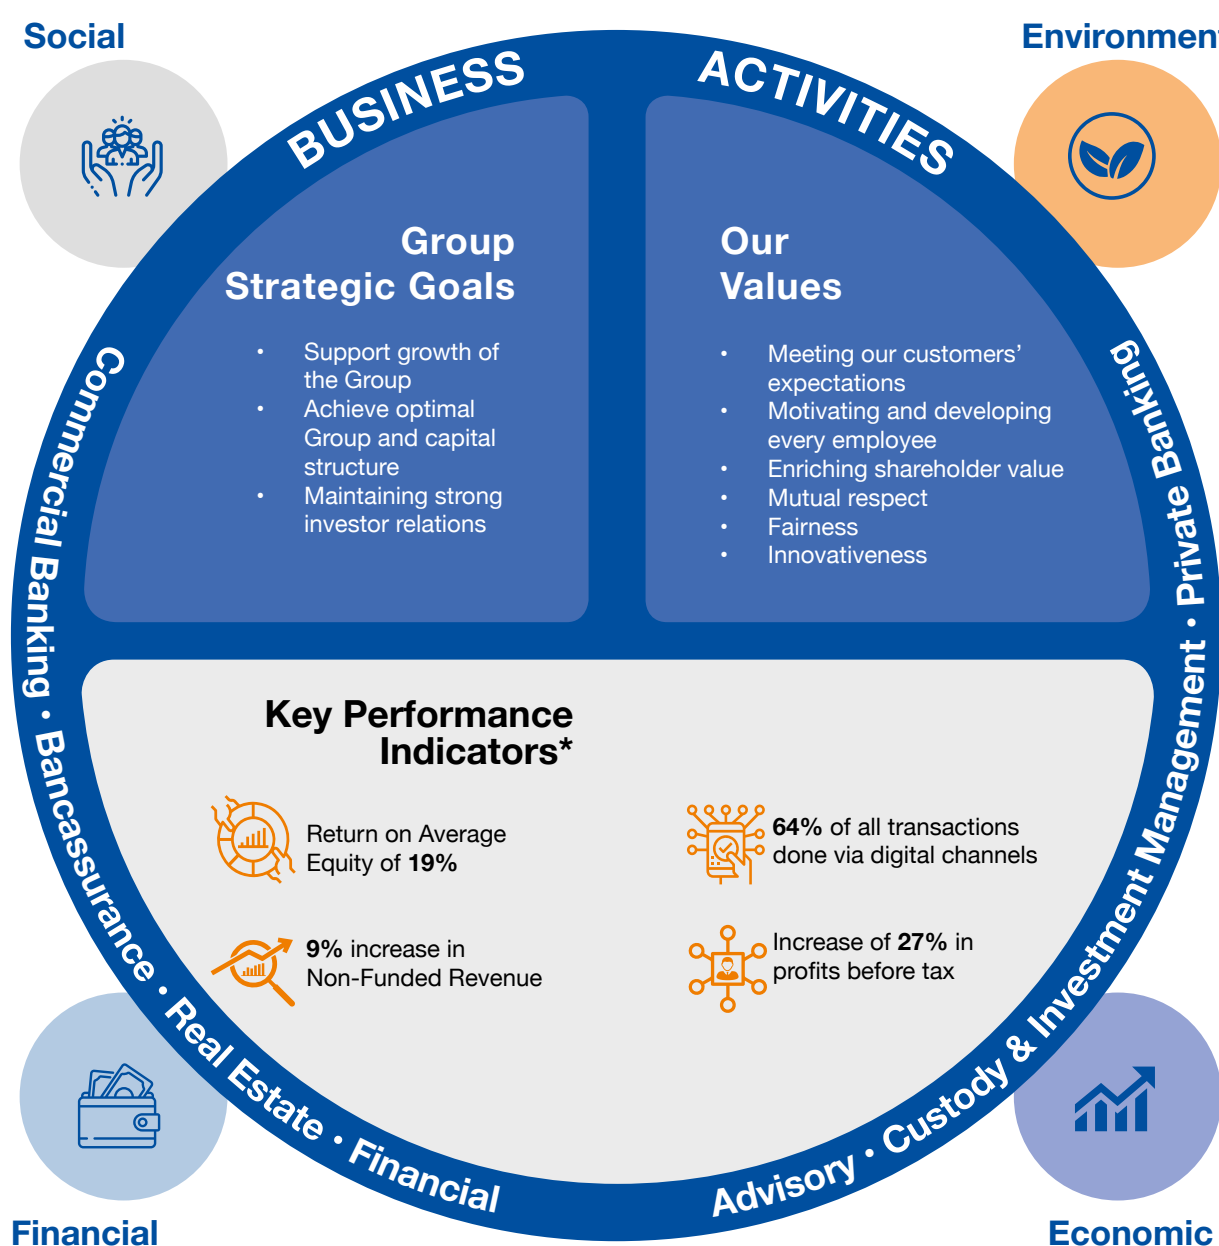 Social
Environment
BUSINESS ACTIVITIES
Group
Strategic Goals
• Support growth of
the Group
• Achieve optimal
Group and capital
structure
• Maintaining strong
investor relations
Our
Values
• Meeting our customers’
expectations
• Motivating and developing
every employee
• Enriching shareholder value
• Mutual respect
• Fairness
• Innovativeness
Key Performance
Indicators*
Return on Average
Equity of 19%
64% of all transactions
done via digital channels
9% increase in
Non-Funded Revenue
Increase of 27% in
profits before tax
Commercial Banking • Bancassurance • Real Estate • Financial Advisory • Custody & Investment Management • Private Banking
Financial
Economic